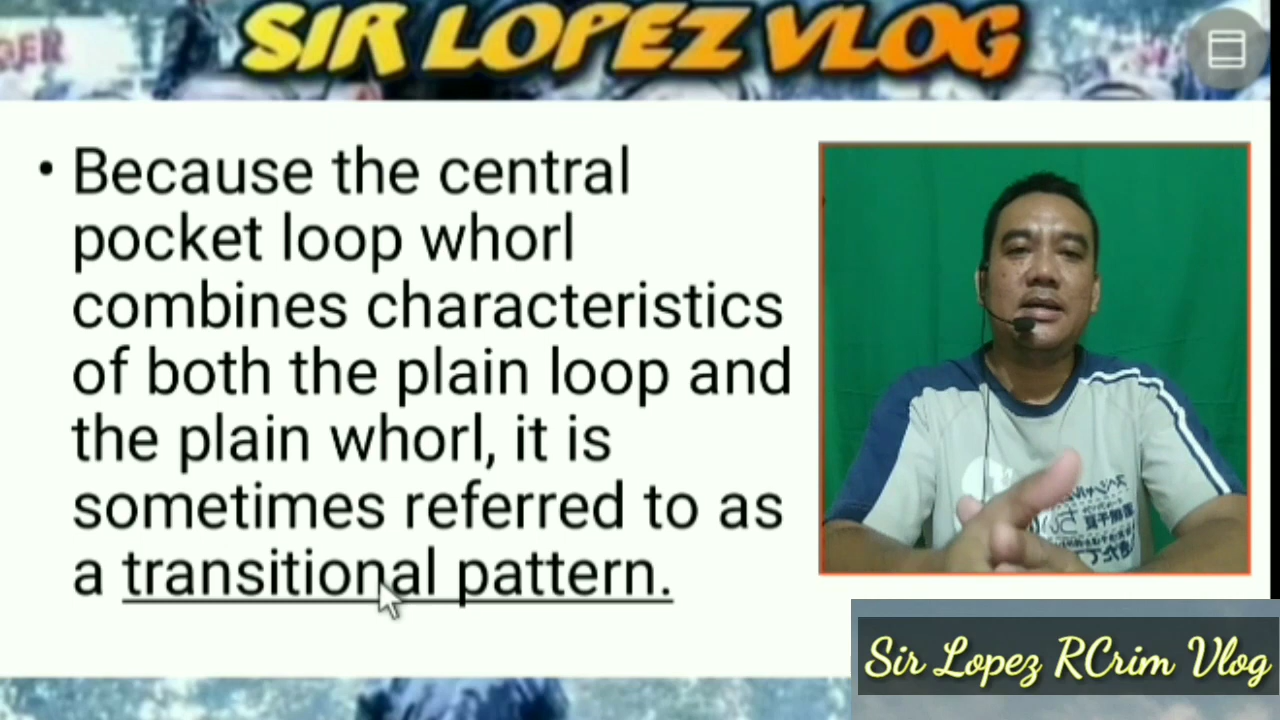 DER
SIR LOPEZ VLOG
• Because the central
pocket loop whorl
combines characteristics
of both the plain loop and
the plain whorl, it is
sometimes referred to as
a transitional pattern.
Sir Lopez RCrim Vlog